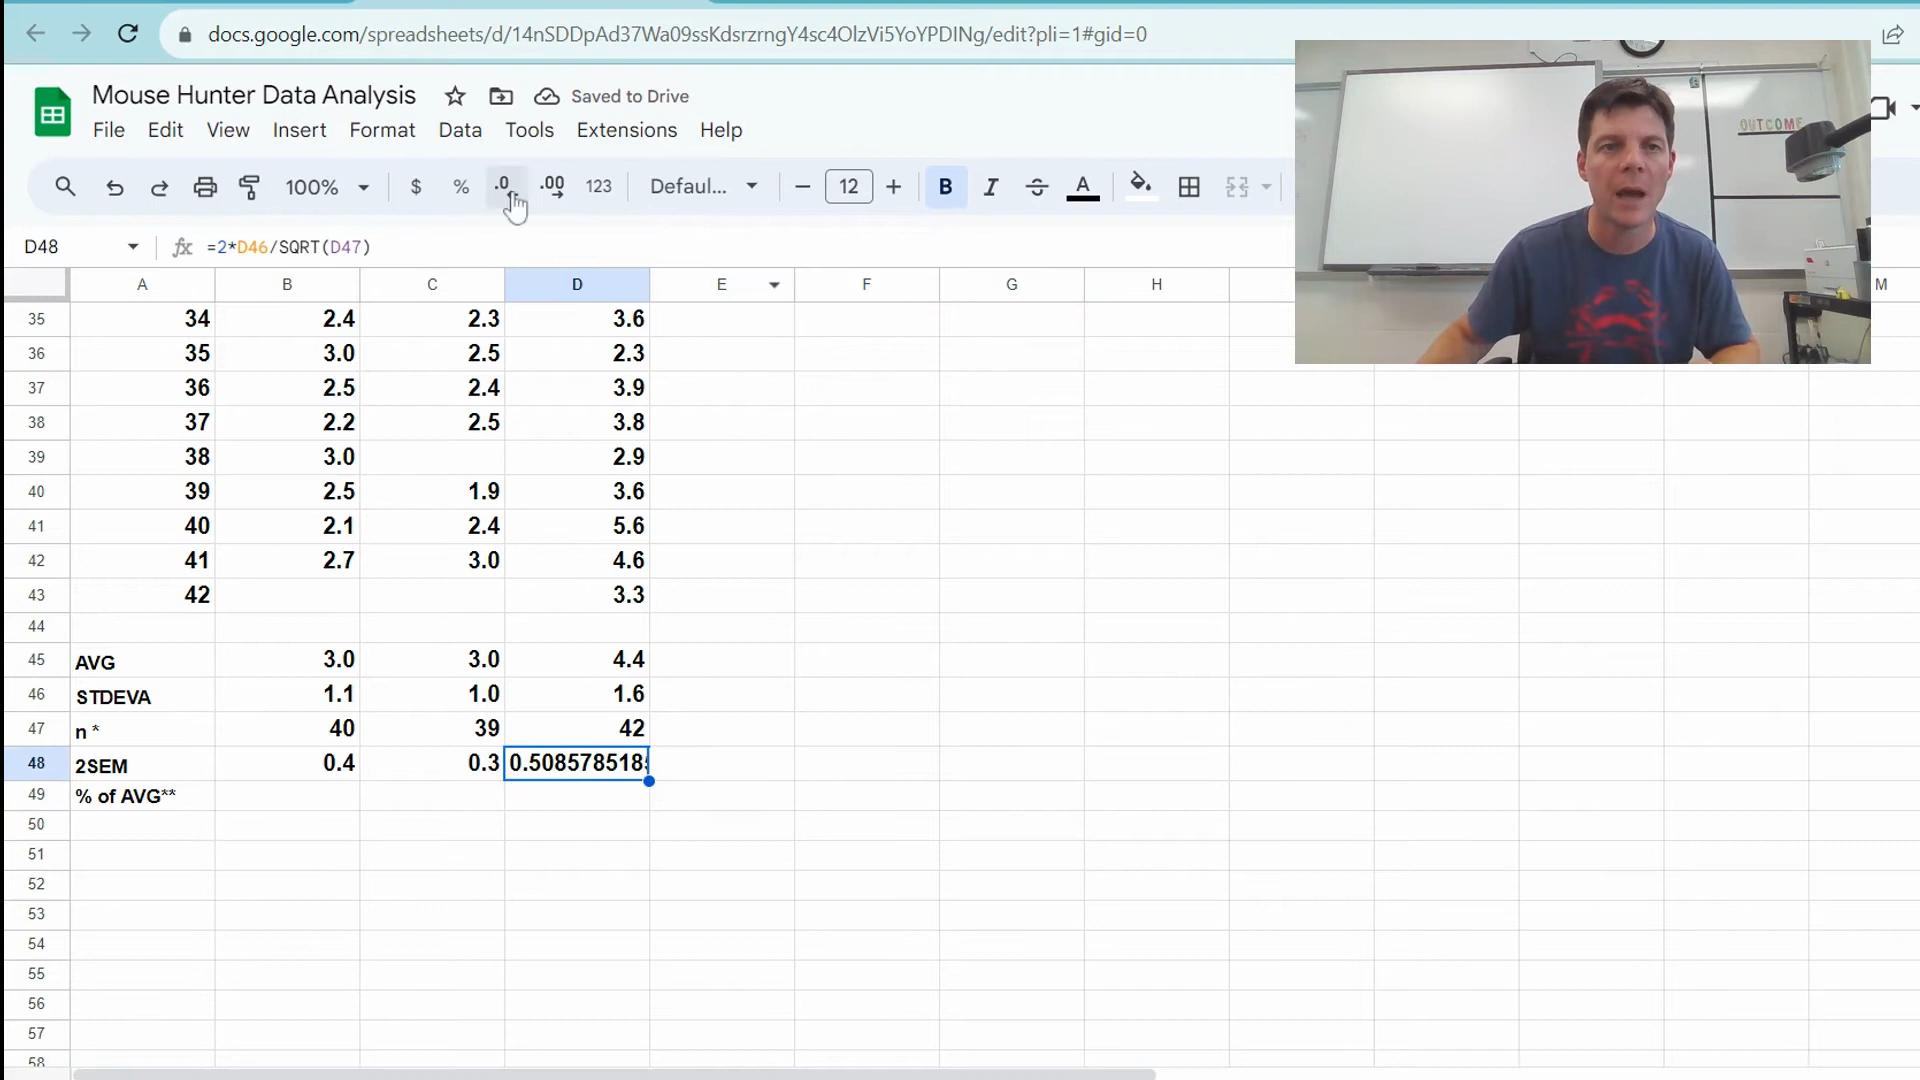 docs.google.com/spreadsheets/d/14nSDDpAd37Wa09ssKdsrzrngY4sc4OlzVi5YoYPDINg/edit?pli=1#gid=0
Mouse Hunter Data Analysis Saved to Drive
File Edit View Insert Format Data Tools Extensions Help
100% $ % .0 .00 123 Defaul... 12 B I S A
D48 fx =2*D46/SQRT(D47)
A B C D E F G H M
35 34 2.4 2.3 3.6
36 35 3.0 2.5 2.3
37 36 2.5 2.4 3.9
38 37 2.2 2.5 3.8
39 38 3.0 2.9
40 39 2.5 1.9 3.6
41 40 2.1 2.4 5.6
42 41 2.7 3.0 4.6
43 42 3.3
44
45 AVG 3.0 3.0 4.4
46 STDEVA 1.1 1.0 1.6
47 n * 40 39 42
48 2SEM 0.4 0.3 0.508578518
49 % of AVG**
50
51
52
53
54
55
56
57
58
OUTCOME